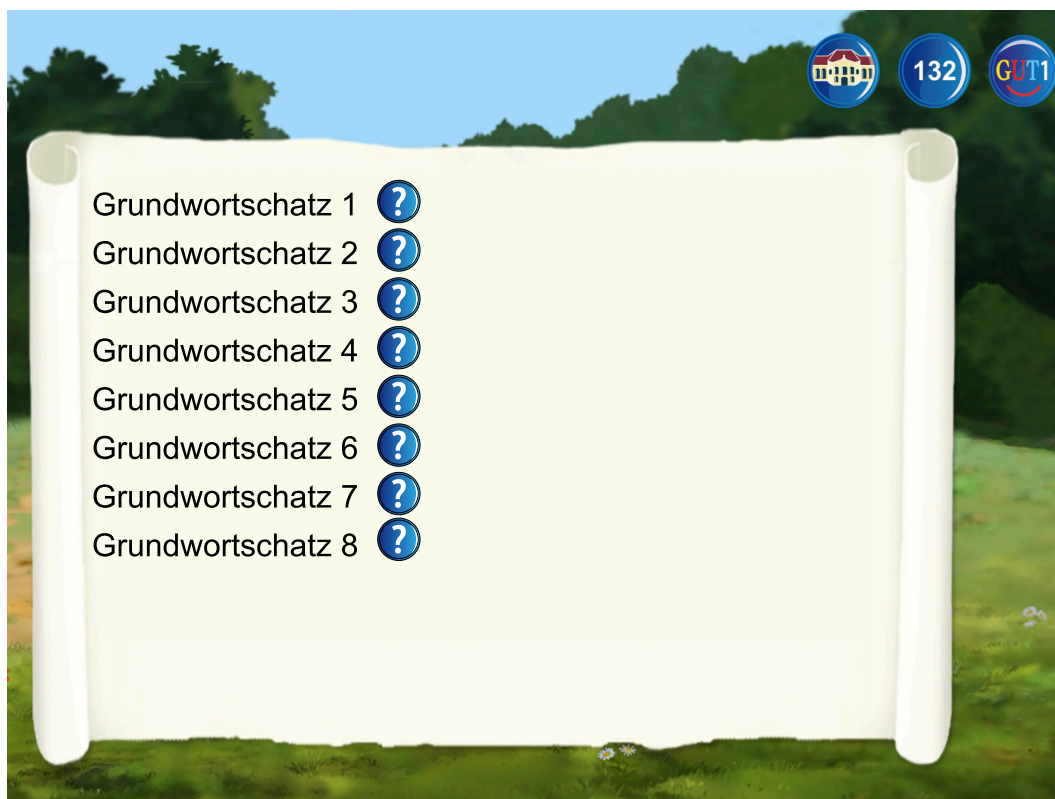 132
GUT1
Grundwortschatz 1 ?
Grundwortschatz 2 ?
Grundwortschatz 3 ?
Grundwortschatz 4 ?
Grundwortschatz 5 ?
Grundwortschatz 6 ?
Grundwortschatz 7 ?
Grundwortschatz 8 ?